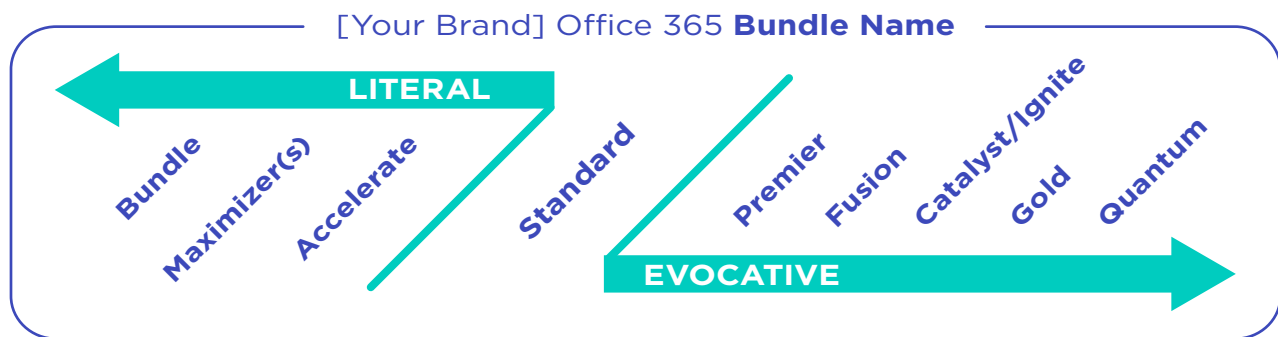 [Your Brand] Office 365 Bundle Name
LITERAL
Bundle
Maximizer(s)
Accelerate
Standard
Premier
Fusion
Catalyst/Ignite
Gold
Quantum
EVOCATIVE